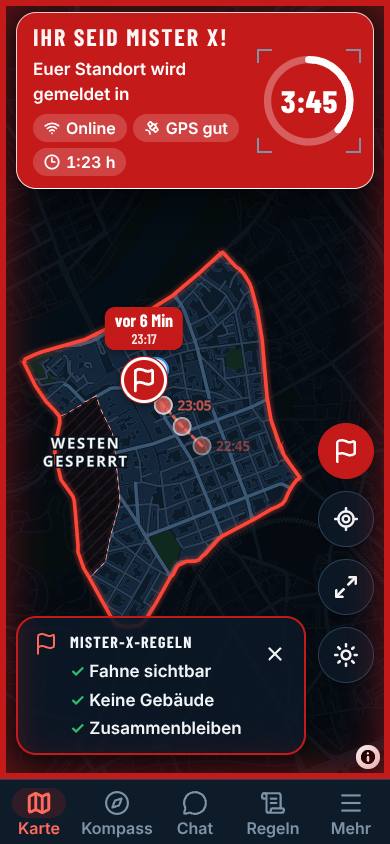 IHR SEID MISTER X!
Euer Standort wird
gemeldet in
3:45
Online
GPS gut
1:23 h
vor 6 Min
23:17
23:05
22:45
WESTEN
GESPERRT
MISTER-X-REGELN
Fahne sichtbar
Keine Gebäude
Zusammenbleiben
Karte
Kompass
Chat
Regeln
Mehr